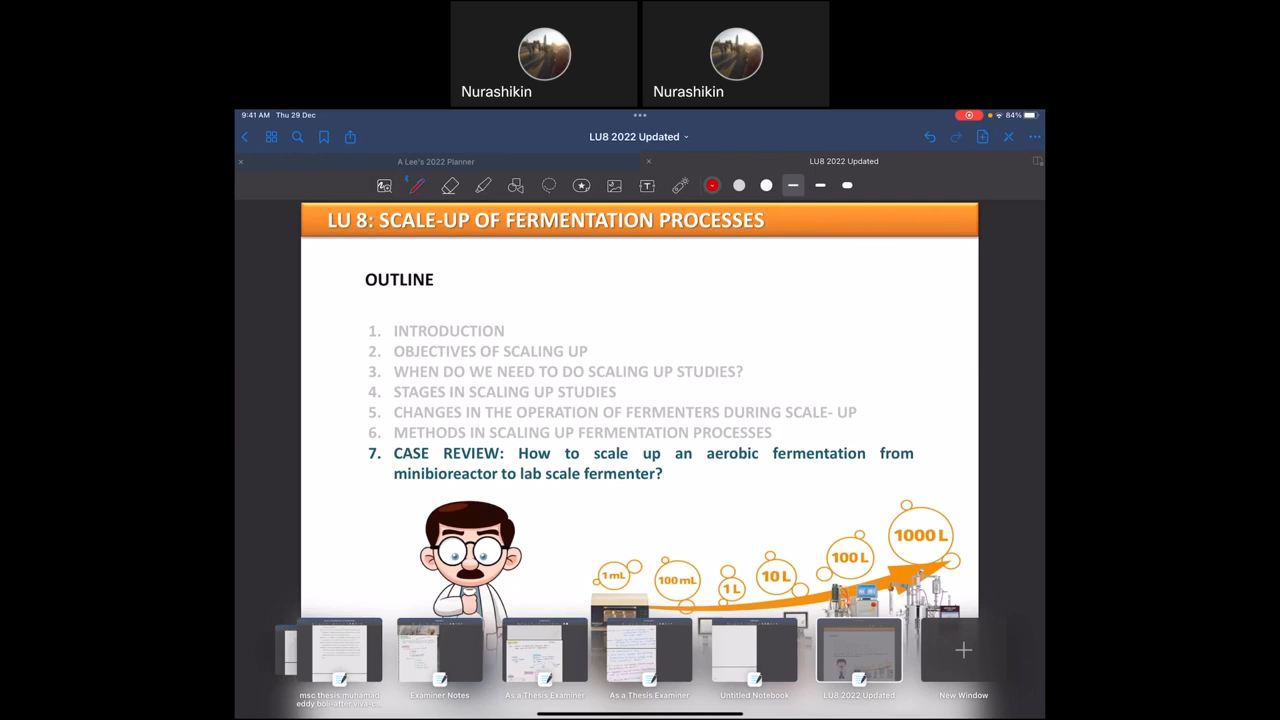 Nurashikin
Nurashikin
9:41 AM Thu 29 Dec
84%
LU8 2022 Updated
A Lee's 2022 Planner
LU8 2022 Updated
LU 8: SCALE-UP OF FERMENTATION PROCESSES
OUTLINE
1. INTRODUCTION
2. OBJECTIVES OF SCALING UP
3. WHEN DO WE NEED TO DO SCALING UP STUDIES?
4. STAGES IN SCALING UP STUDIES
5. CHANGES IN THE OPERATION OF FERMENTERS DURING SCALE- UP
6. METHODS IN SCALING UP FERMENTATION PROCESSES
7. CASE REVIEW: How to scale up an aerobic fermentation from
minibioreactor to lab scale fermenter?
1 mL
100 mL
1 L
10 L
100 L
1000 L
msc thesis muhamad
eddy boli-after viva-c...
Examiner Notes
As a Thesis Examiner
As a Thesis Examiner
Untitled Notebook
LU8 2022 Updated
New Window